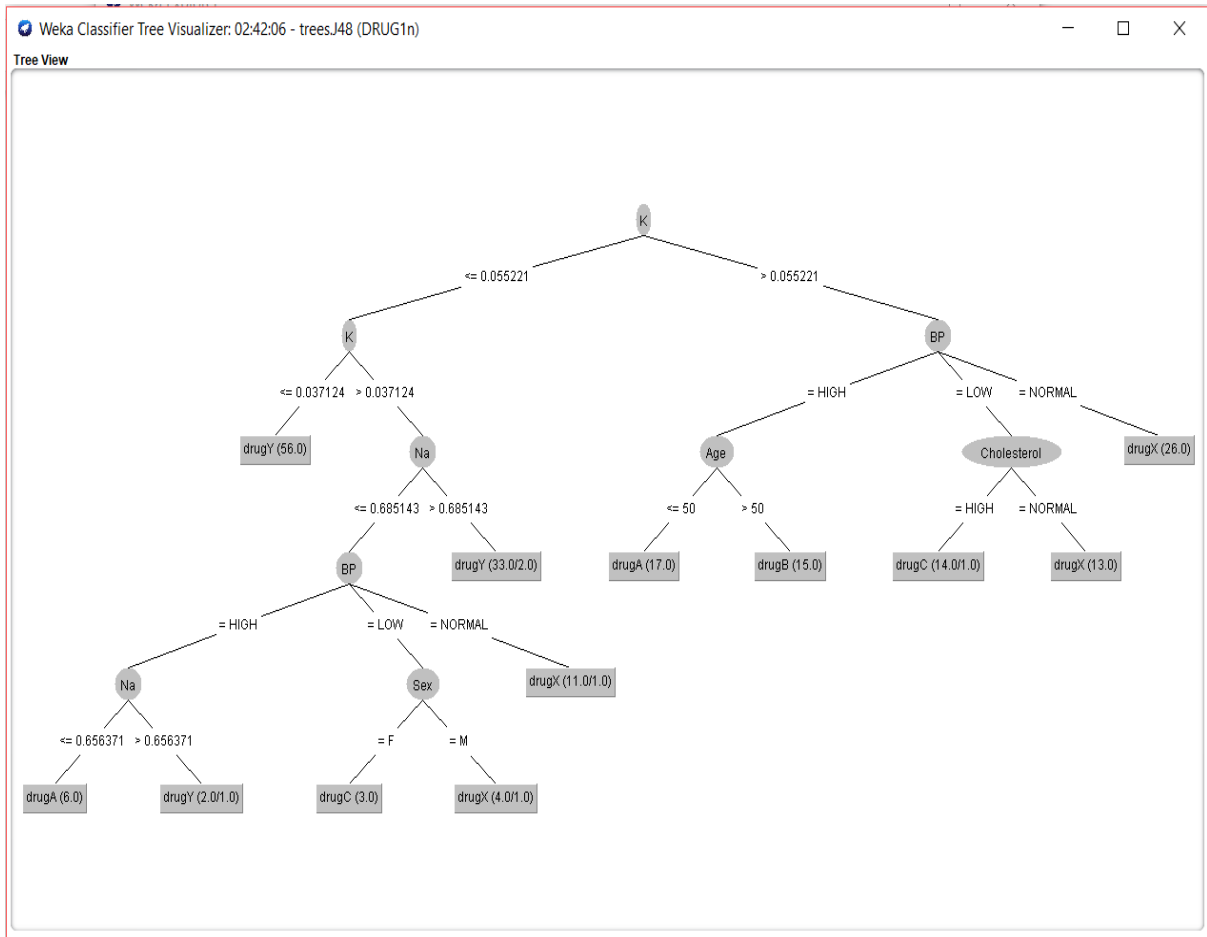 Weka Classifier Tree Visualizer: 02:42:06 - trees.J48 (DRUG1n)
Tree View
K
<= 0.055221 > 0.055221
K BP
<= 0.037124 > 0.037124 = HIGH = LOW = NORMAL
drugY (56.0) Na Age Cholesterol drugX (26.0)
<= 0.685143 > 0.685143 <= 50 > 50 = HIGH = NORMAL
BP drugY (33.0/2.0) drugA (17.0) drugB (15.0) drugC (14.0/1.0) drugX (13.0)
= HIGH = LOW = NORMAL
Na Sex drugX (11.0/1.0)
<= 0.656371 > 0.656371 = F = M
drugA (6.0) drugY (2.0/1.0) drugC (3.0) drugX (4.0/1.0)